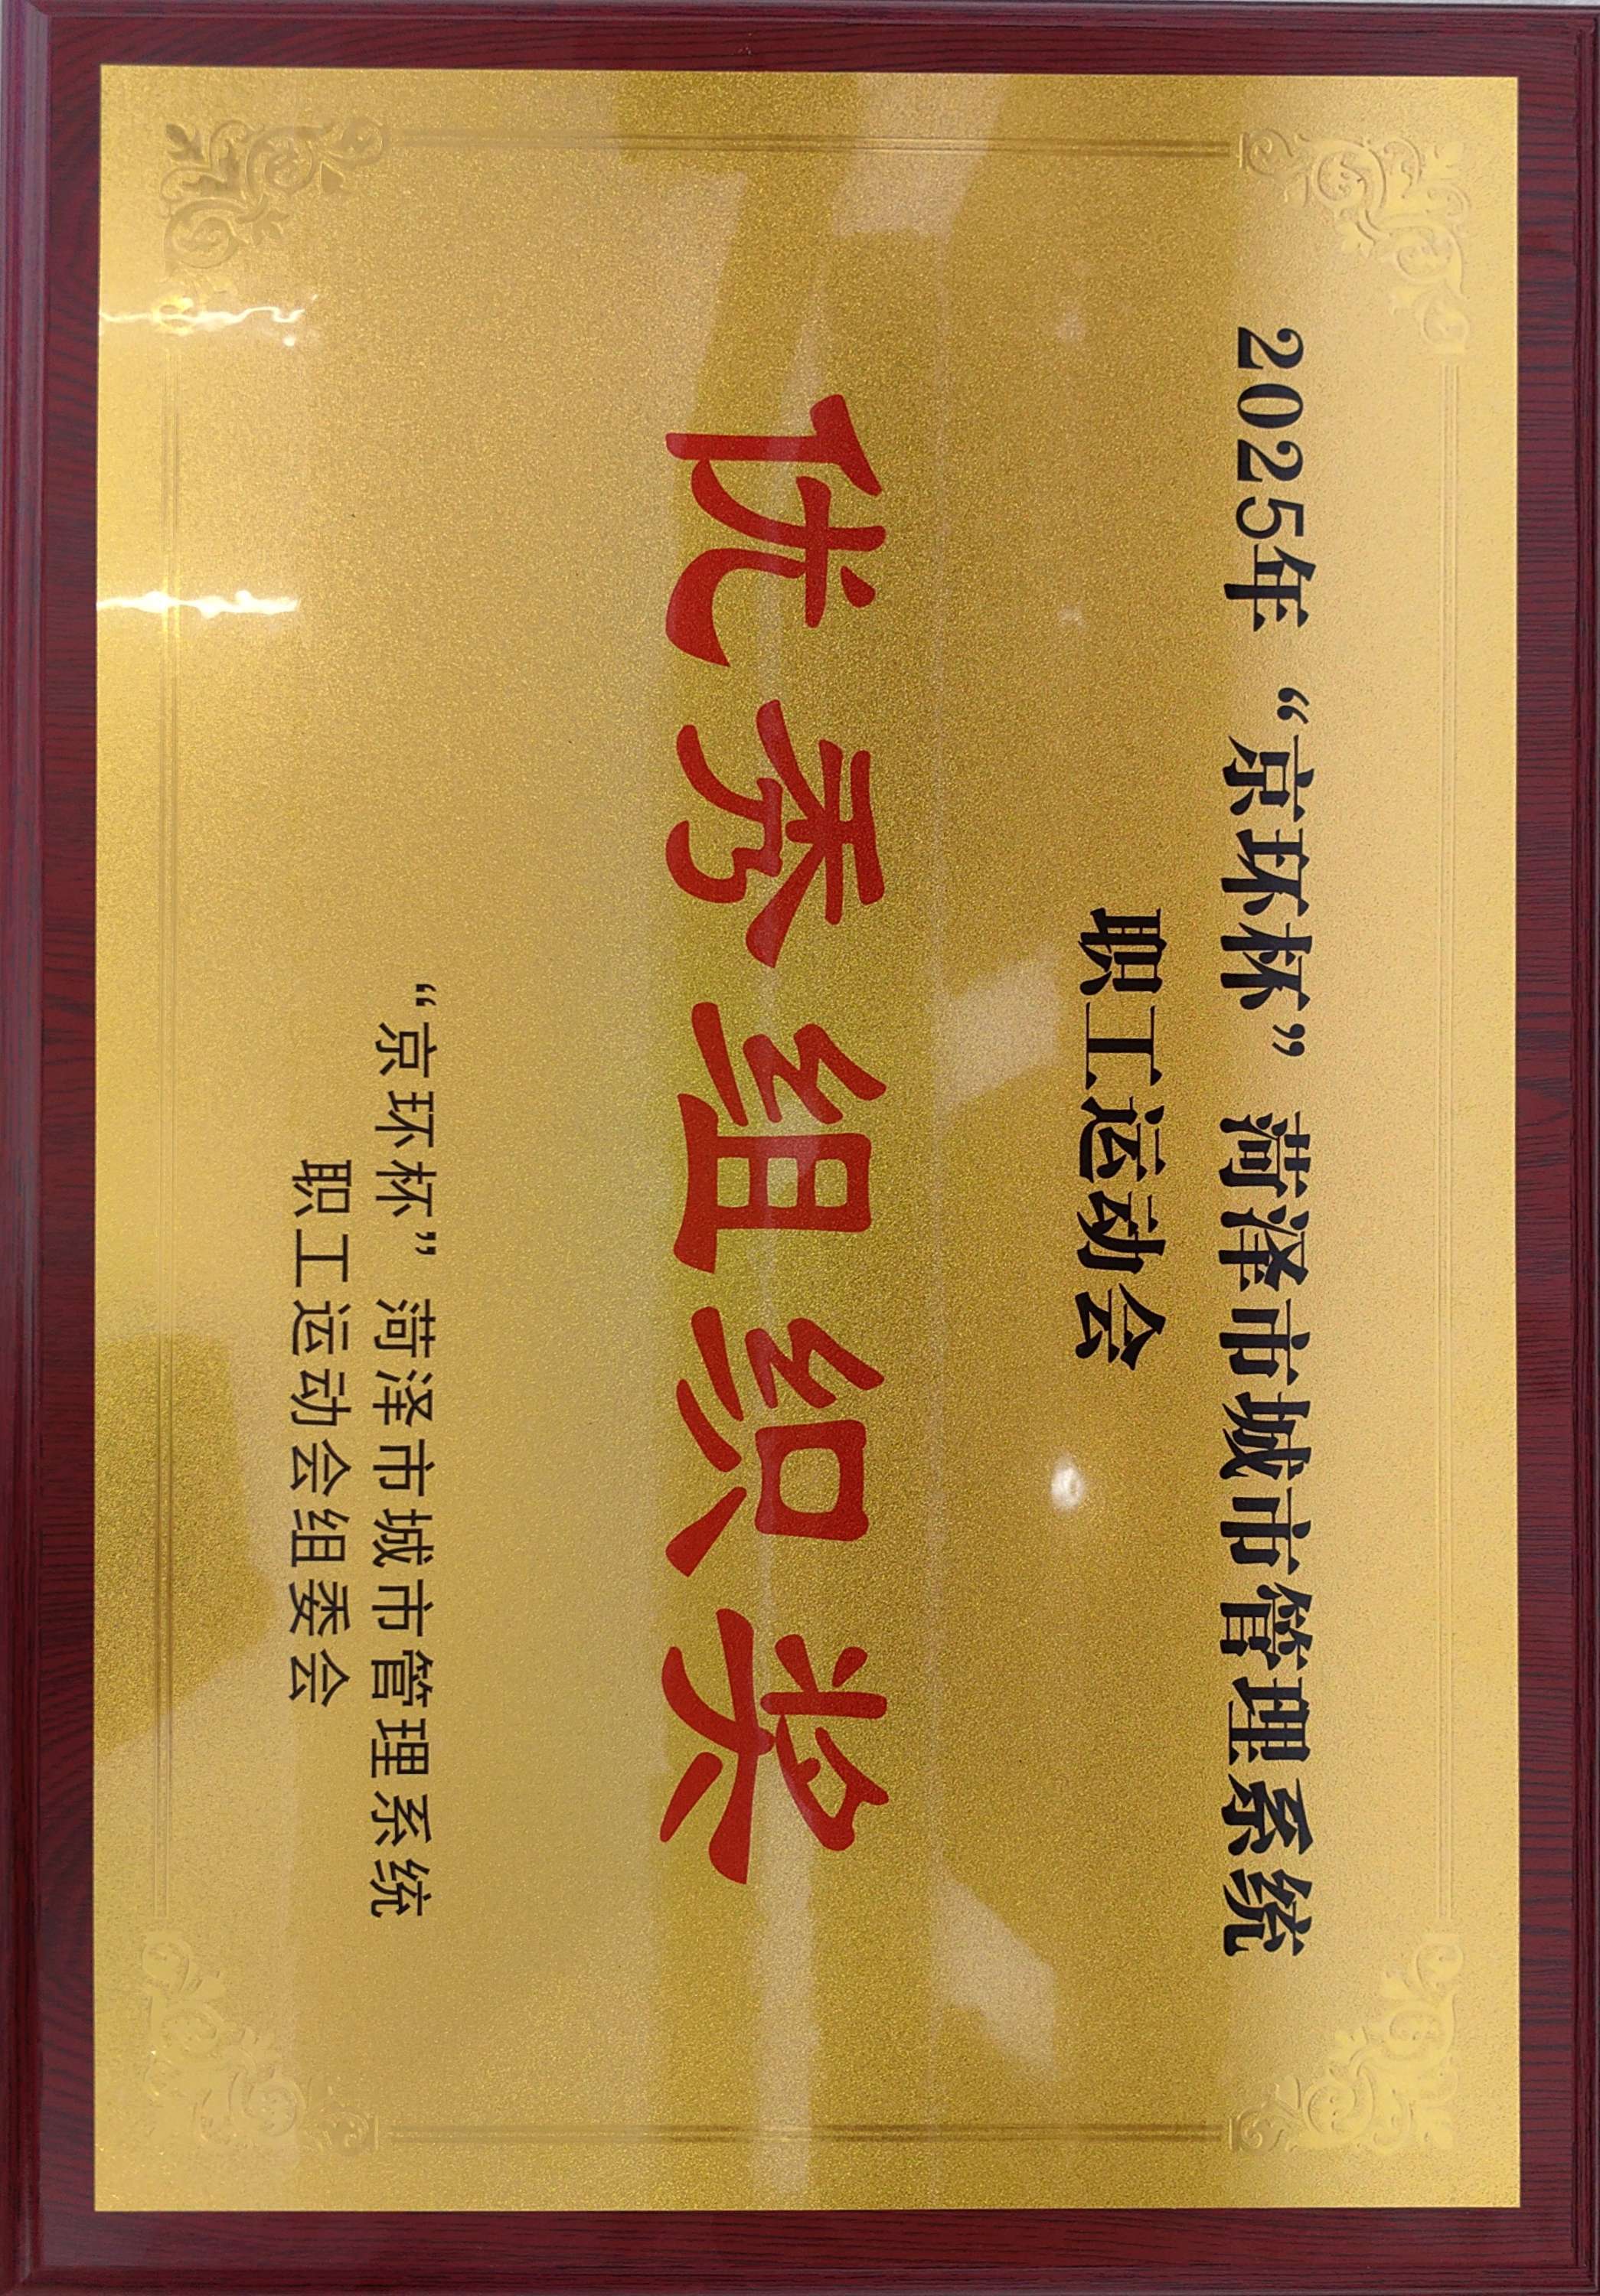 2025年“京环杯”菏泽市城市管理系统
职工运动会
优秀组织奖
“京环杯”菏泽市城市管理系统
职工运动会组委会